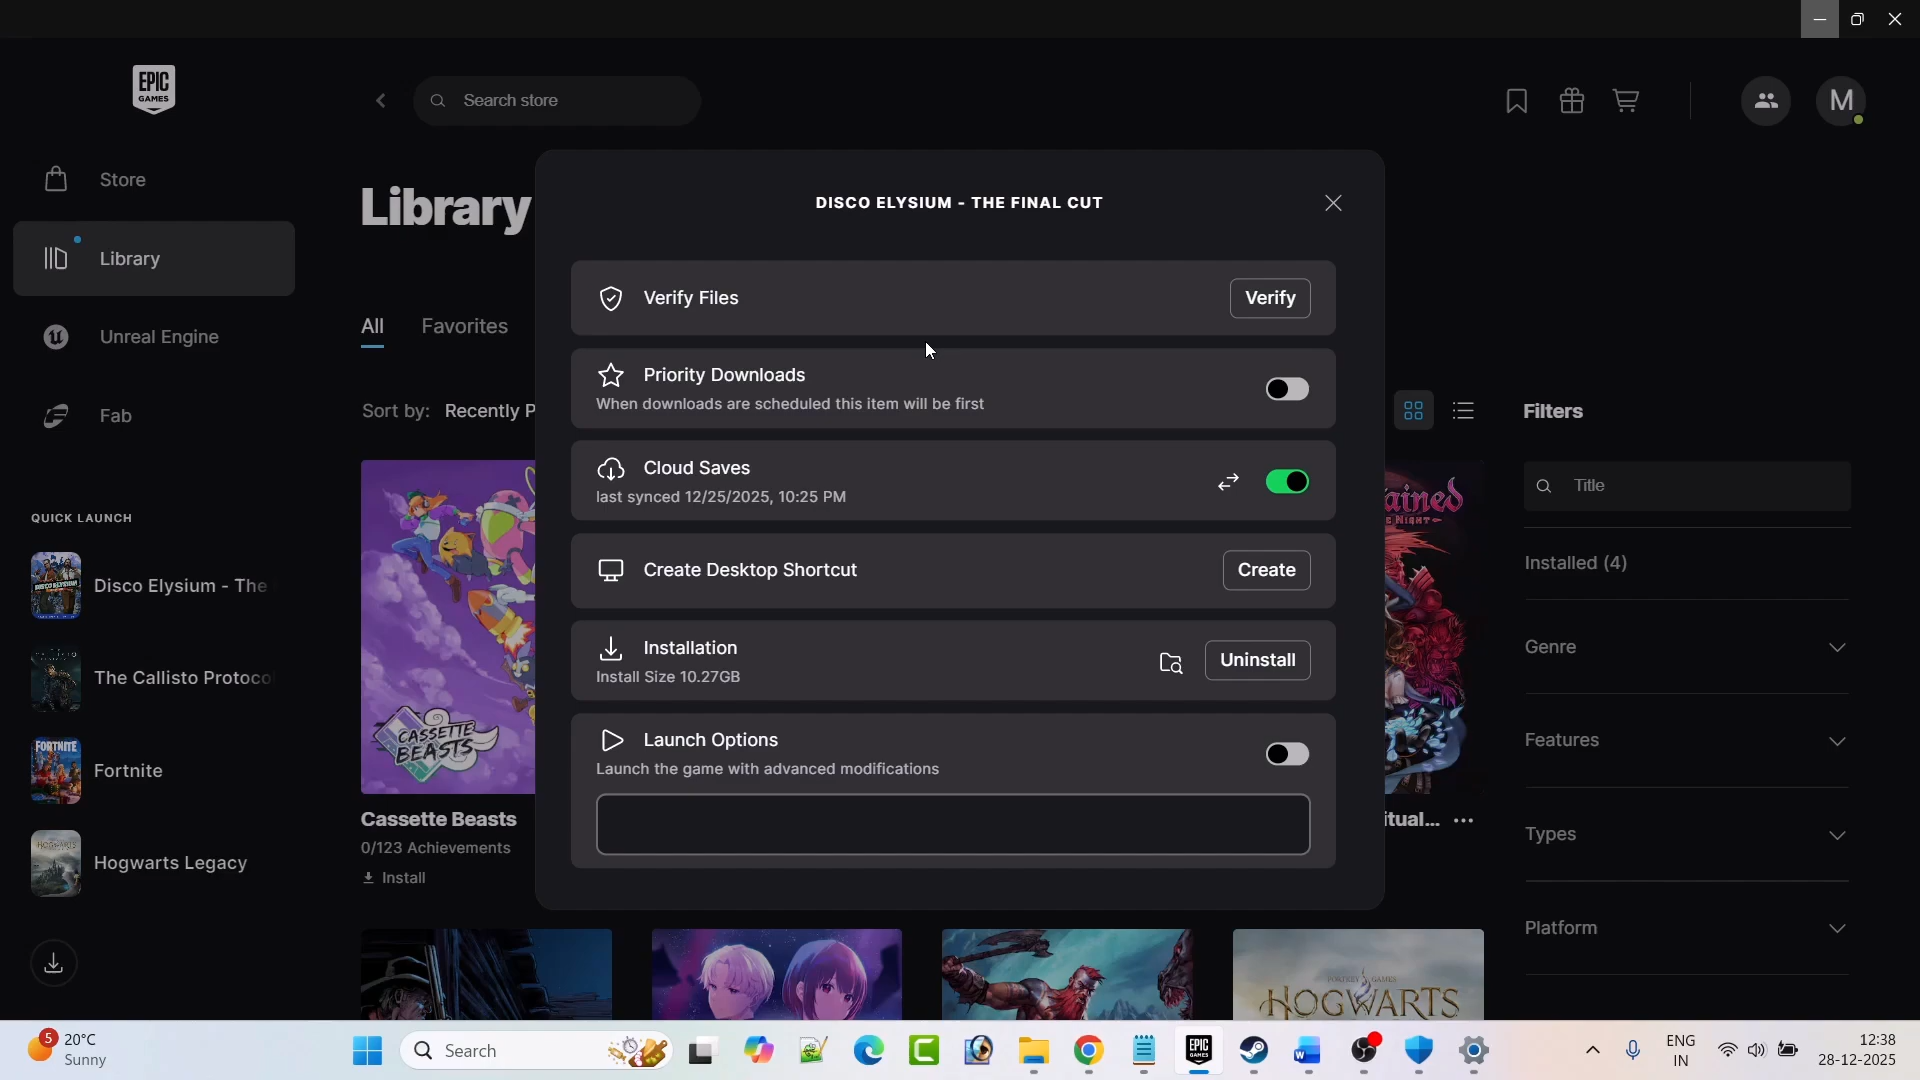 EPIC
GAMES
Search store
M
Store
Library
Unreal Engine
Fab
QUICK LAUNCH
Disco Elysium - The
The Callisto Protoco
Fortnite
Hogwarts Legacy
Library
All
Favorites
Sort by:
Recently P
CASSETTE
BEASTS
Cassette Beasts
0/123 Achievements
Install
DISCO ELYSIUM - THE FINAL CUT
Verify Files
Verify
Priority Downloads
When downloads are scheduled this item will be first
Cloud Saves
last synced 12/25/2025, 10:25 PM
Create Desktop Shortcut
Create
Installation
Install Size 10.27GB
Uninstall
Launch Options
Launch the game with advanced modifications
itual...
HOGWARTS
Filters
Title
Installed (4)
Genre
Features
Types
Platform
5
20°C
Sunny
Search
EPIC
GAMES
ENG
IN
12:38
28-12-2025